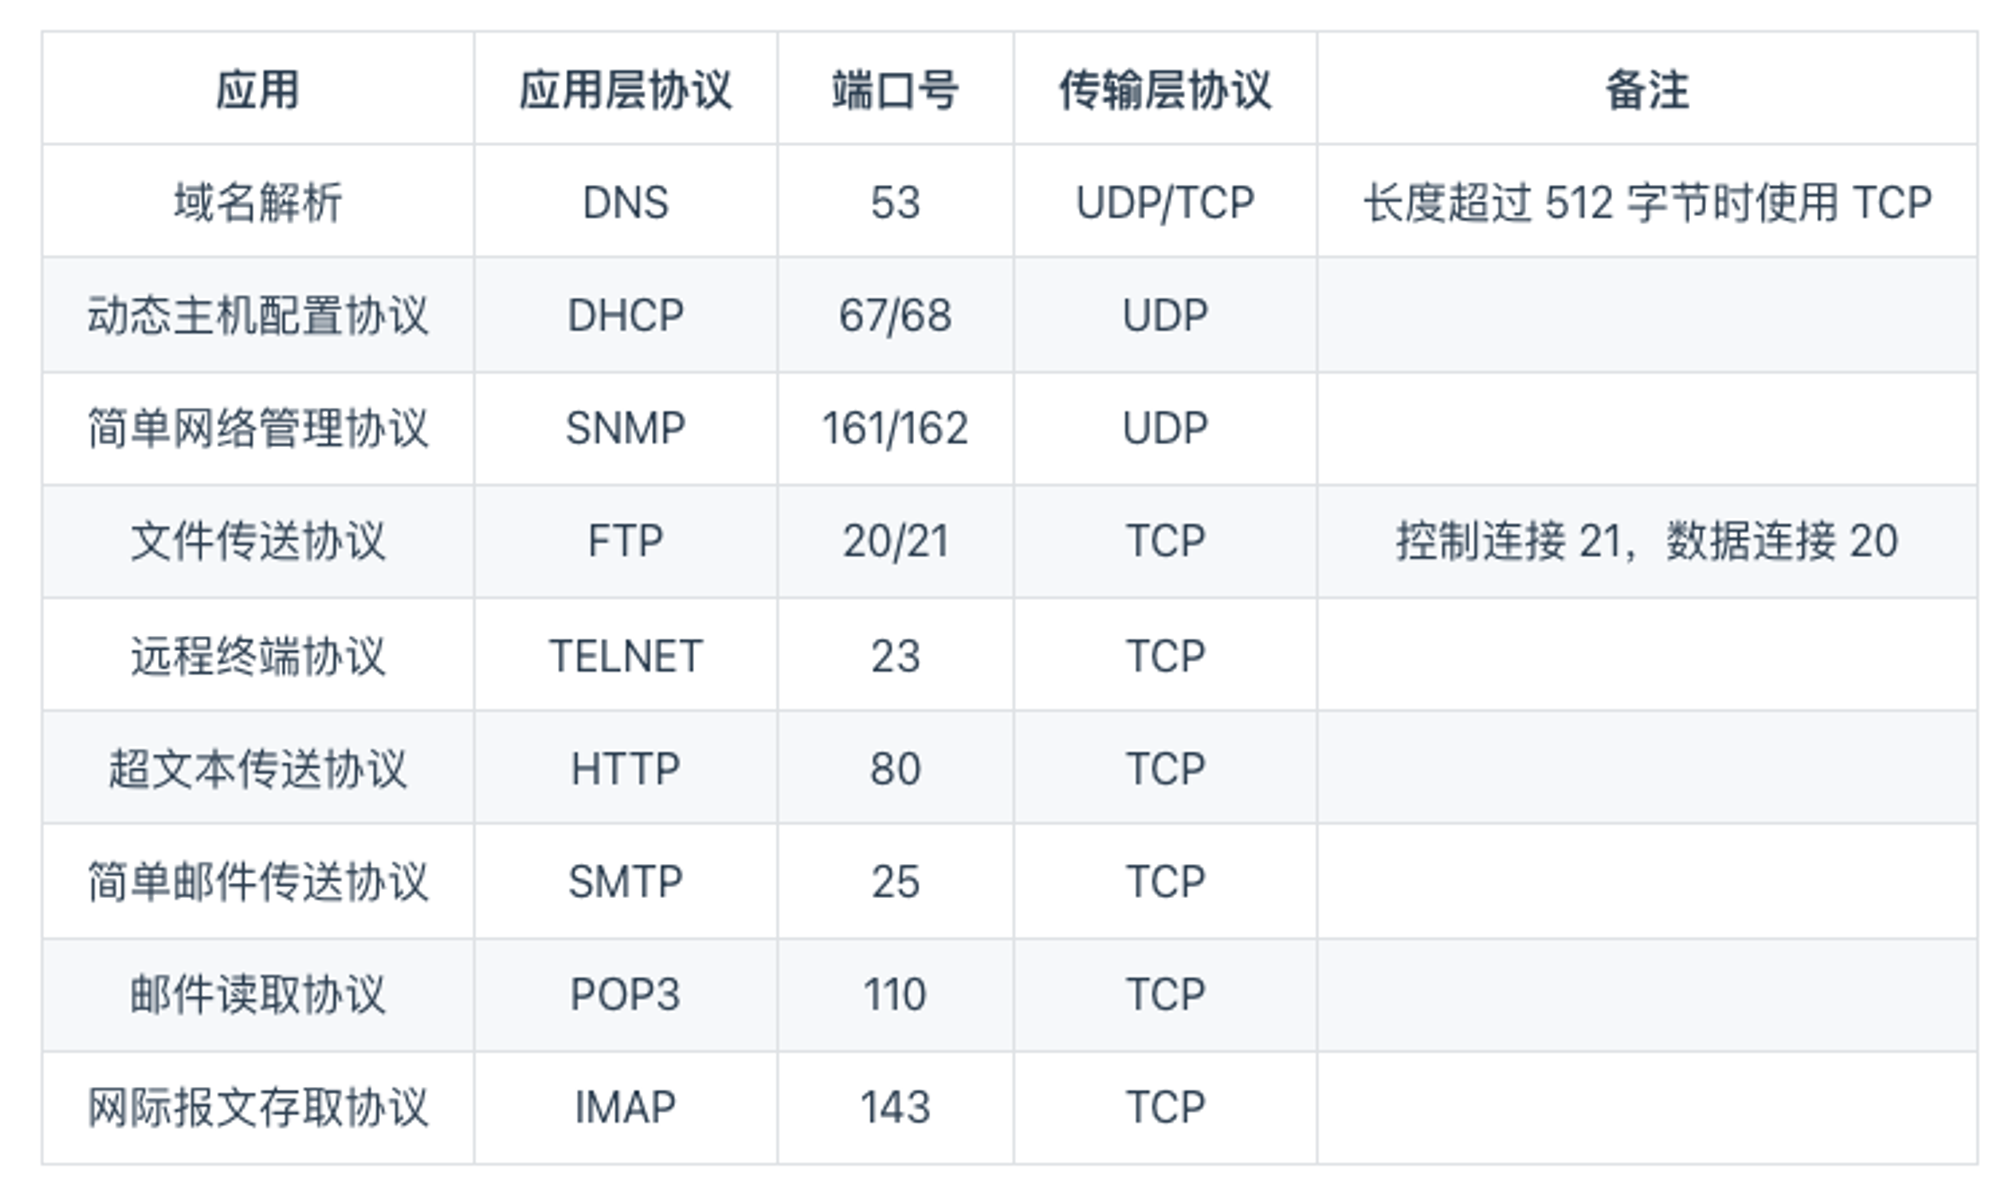 应用 应用层协议 端口号 传输层协议 备注
域名解析 DNS 53 UDP/TCP 长度超过 512 字节时使用 TCP
动态主机配置协议 DHCP 67/68 UDP
简单网络管理协议 SNMP 161/162 UDP
文件传送协议 FTP 20/21 TCP 控制连接 21，数据连接 20
远程终端协议 TELNET 23 TCP
超文本传送协议 HTTP 80 TCP
简单邮件传送协议 SMTP 25 TCP
邮件读取协议 POP3 110 TCP
网际报文存取协议 IMAP 143 TCP